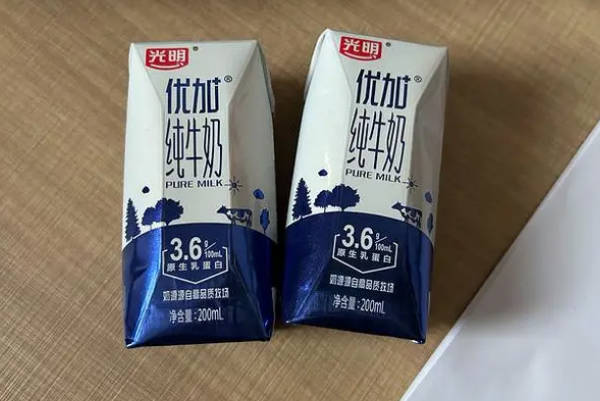 光明
优加+®
纯牛奶
PURE MILK
3.6g/100mL
原生乳蛋白
奶源源自高品质牧场
净含量:200mL
光明
优加+®
纯牛奶
PURE MILK
3.6g/100mL
原生乳蛋白
奶源源自高品质牧场
净含量:200mL